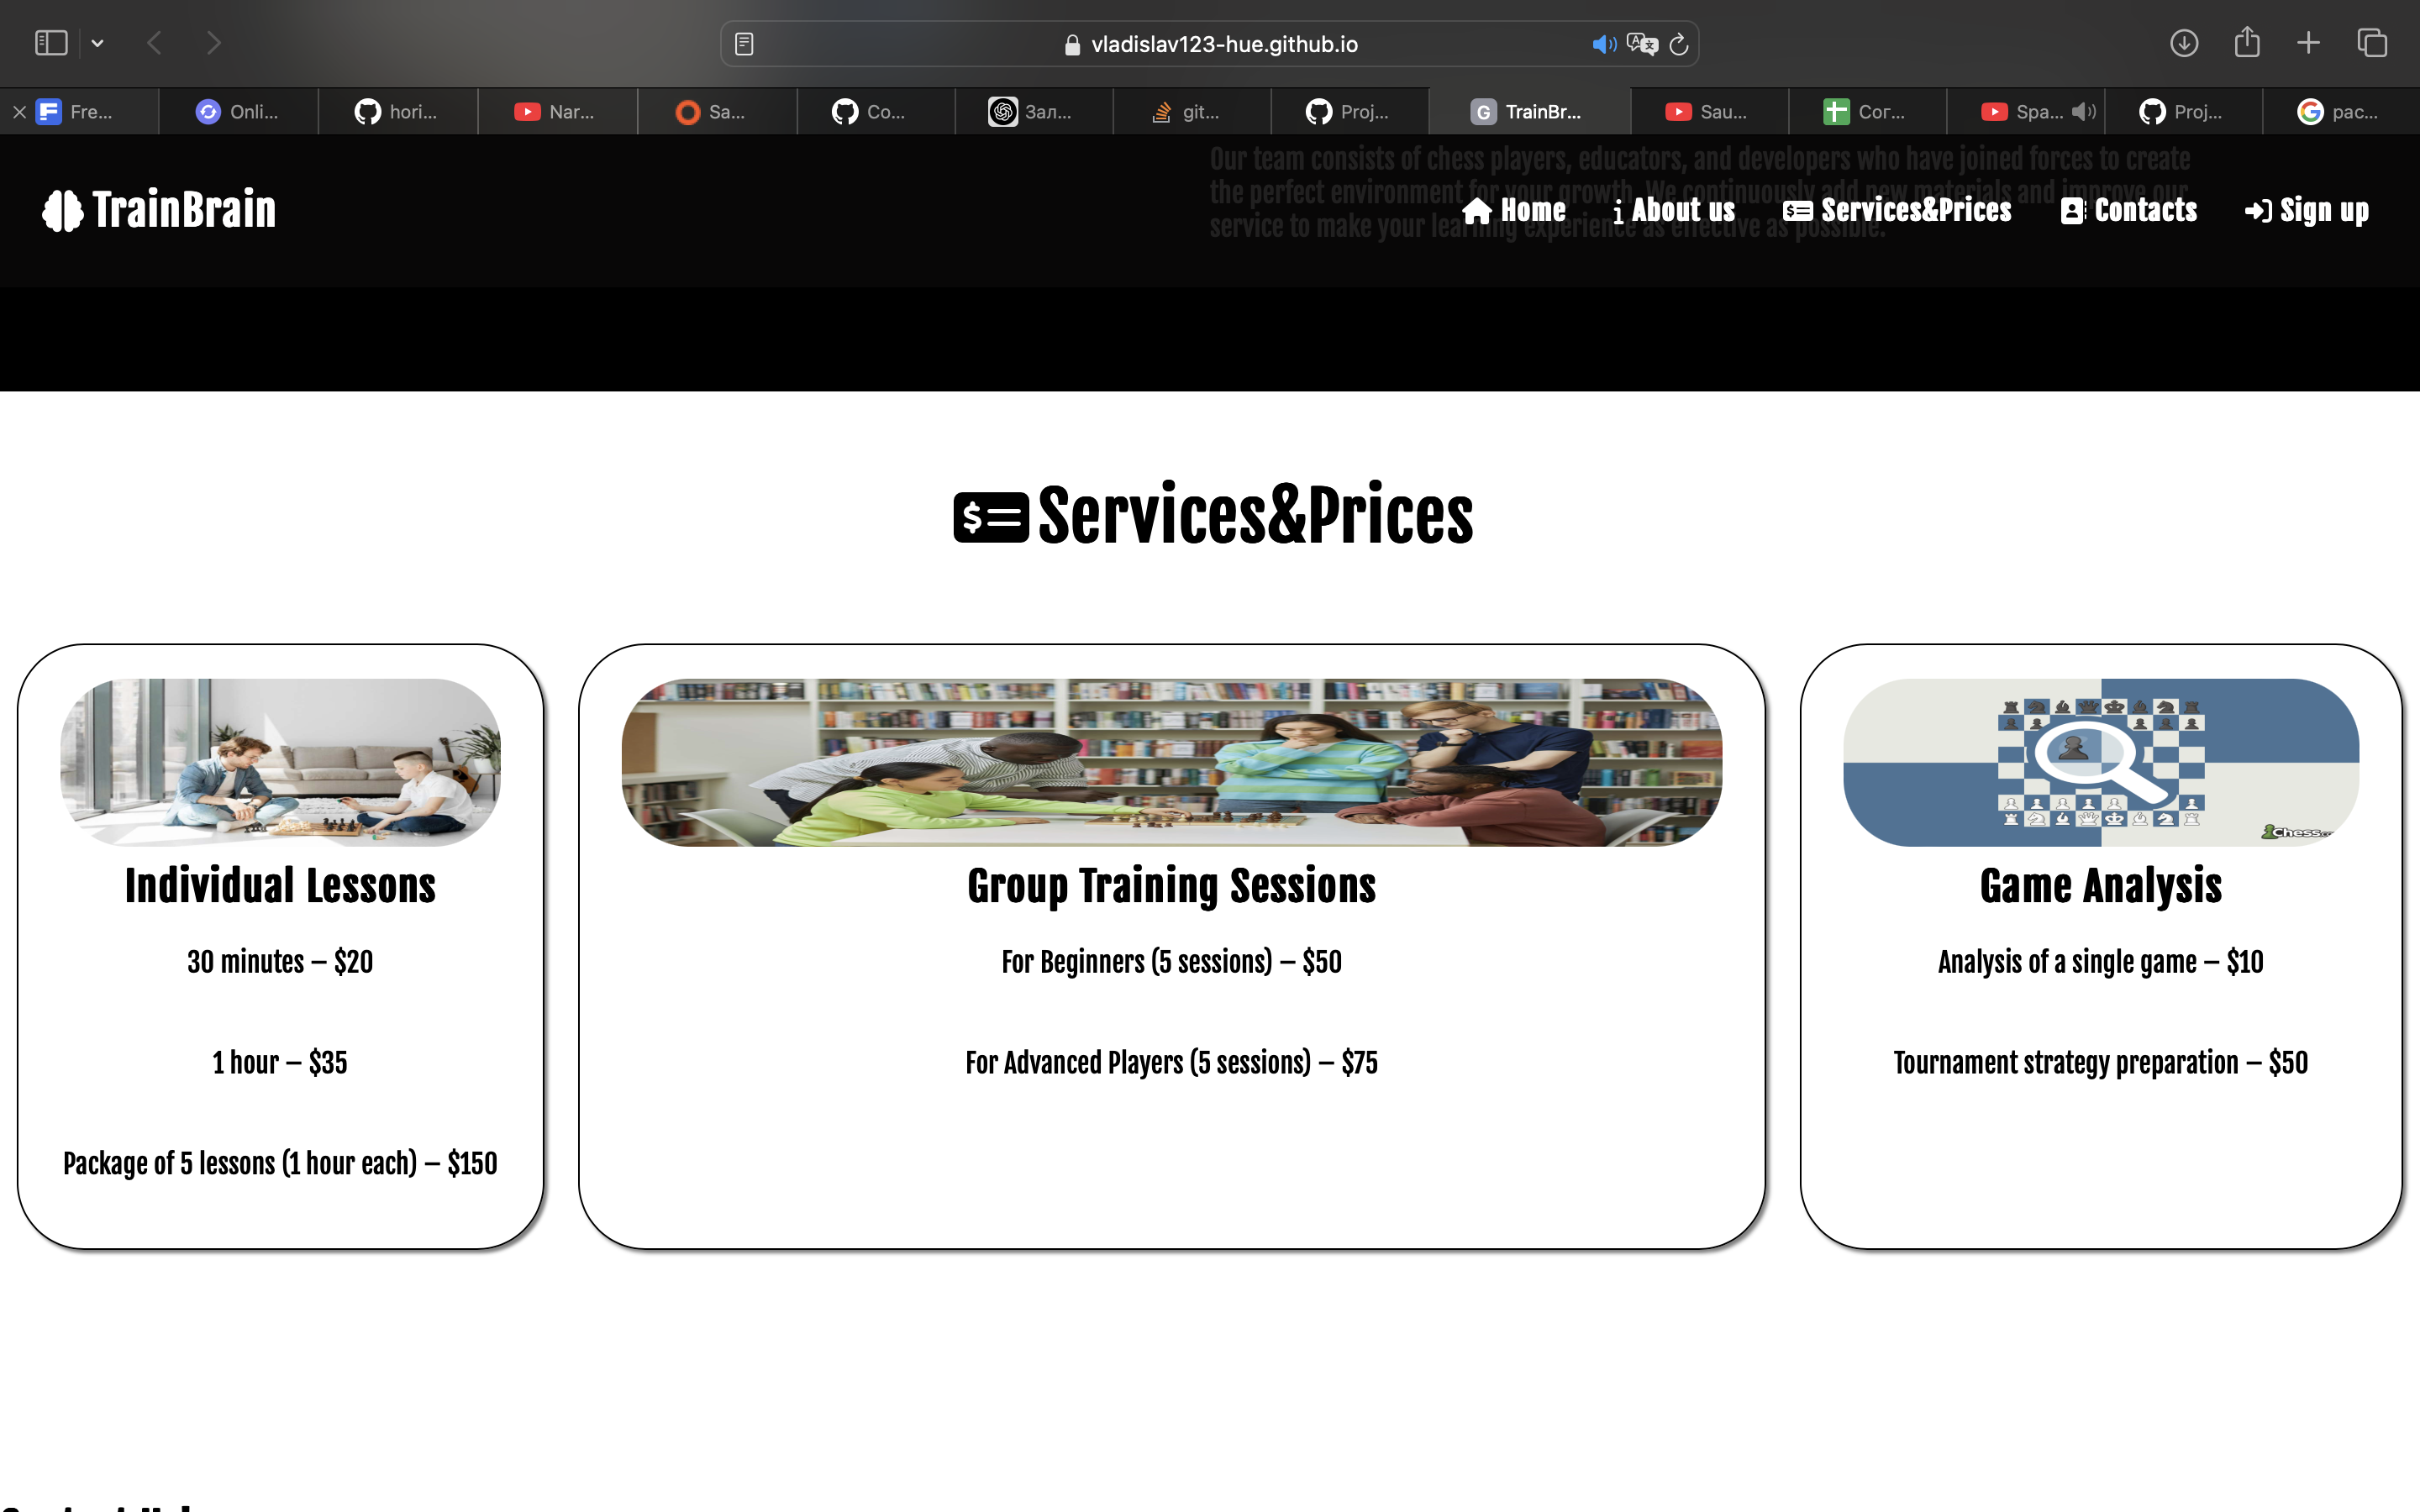 vladislav123-hue.github.io
Fre...
Onli...
hori...
Nar...
Sa...
Co...
Зал...
git...
Proj...
TrainBr...
Sau...
Сог...
Spa...
Proj...
рас...
Our team consists of chess players, educators, and developers who have joined forces to create
the perfect environment for your growth. We continuously add new materials and improve our
service to make your learning experience as effective as possible.
TrainBrain
Home
About us
Services&Prices
Contacts
Sign up
Services&Prices
Individual Lessons
30 minutes – $20
1 hour – $35
Package of 5 lessons (1 hour each) – $150
Group Training Sessions
For Beginners (5 sessions) – $50
For Advanced Players (5 sessions) – $75
Chess
Game Analysis
Analysis of a single game – $10
Tournament strategy preparation – $50